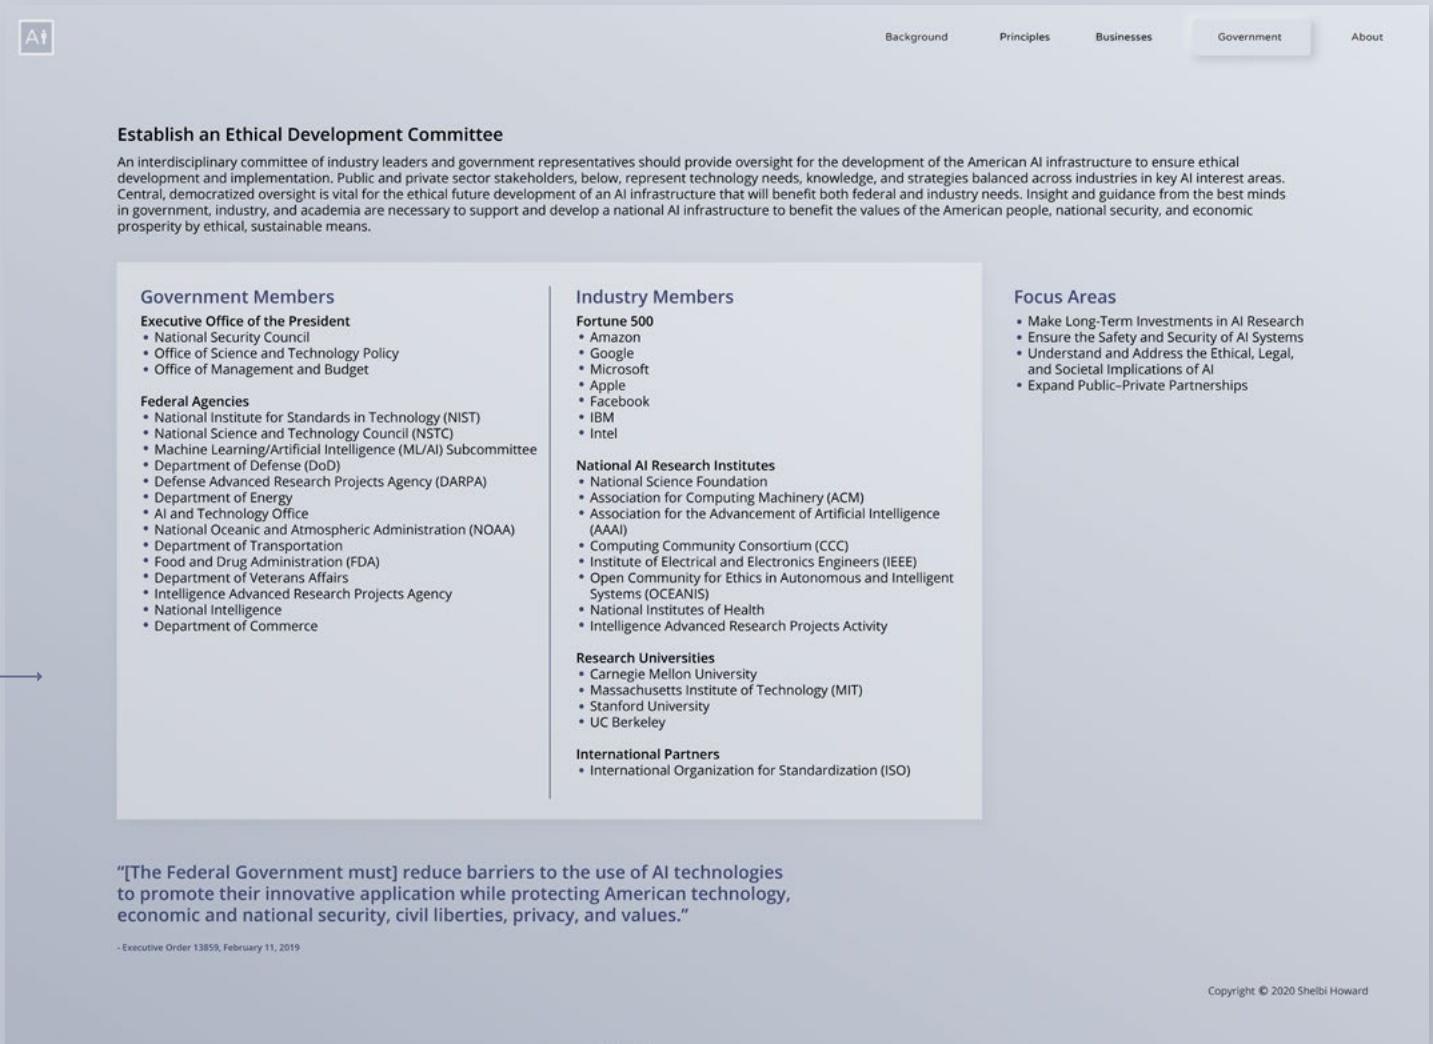 Ai
Background
Principles
Businesses
Government
About
Establish an Ethical Development Committee
An interdisciplinary committee of industry leaders and government representatives should provide oversight for the development of the American AI infrastructure to ensure ethical
development and implementation. Public and private sector stakeholders, below, represent technology needs, knowledge, and strategies balanced across industries in key AI interest areas.
Central, democratized oversight is vital for the ethical future development of an AI infrastructure that will benefit both federal and industry needs. Insight and guidance from the best minds
in government, industry, and academia are necessary to support and develop a national AI infrastructure to benefit the values of the American people, national security, and economic
prosperity by ethical, sustainable means.
Government Members
Executive Office of the President
• National Security Council
• Office of Science and Technology Policy
• Office of Management and Budget
Federal Agencies
• National Institute for Standards in Technology (NIST)
• National Science and Technology Council (NSTC)
• Machine Learning/Artificial Intelligence (ML/AI) Subcommittee
• Department of Defense (DoD)
• Defense Advanced Research Projects Agency (DARPA)
• Department of Energy
• AI and Technology Office
• National Oceanic and Atmospheric Administration (NOAA)
• Department of Transportation
• Food and Drug Administration (FDA)
• Department of Veterans Affairs
• Intelligence Advanced Research Projects Agency
• National Intelligence
• Department of Commerce
Industry Members
Fortune 500
• Amazon
• Google
• Microsoft
• Apple
• Facebook
• IBM
• Intel
National AI Research Institutes
• National Science Foundation
• Association for Computing Machinery (ACM)
• Association for the Advancement of Artificial Intelligence
(AAAI)
• Computing Community Consortium (CCC)
• Institute of Electrical and Electronics Engineers (IEEE)
• Open Community for Ethics in Autonomous and Intelligent
Systems (OCEANIS)
• National Institutes of Health
• Intelligence Advanced Research Projects Activity
Research Universities
• Carnegie Mellon University
• Massachusetts Institute of Technology (MIT)
• Stanford University
• UC Berkeley
International Partners
• International Organization for Standardization (ISO)
Focus Areas
• Make Long-Term Investments in AI Research
• Ensure the Safety and Security of AI Systems
• Understand and Address the Ethical, Legal,
and Societal Implications of AI
• Expand Public–Private Partnerships
“[The Federal Government must] reduce barriers to the use of AI technologies
to promote their innovative application while protecting American technology,
economic and national security, civil liberties, privacy, and values.”
- Executive Order 13859, February 11, 2019
Copyright © 2020 Shelbi Howard